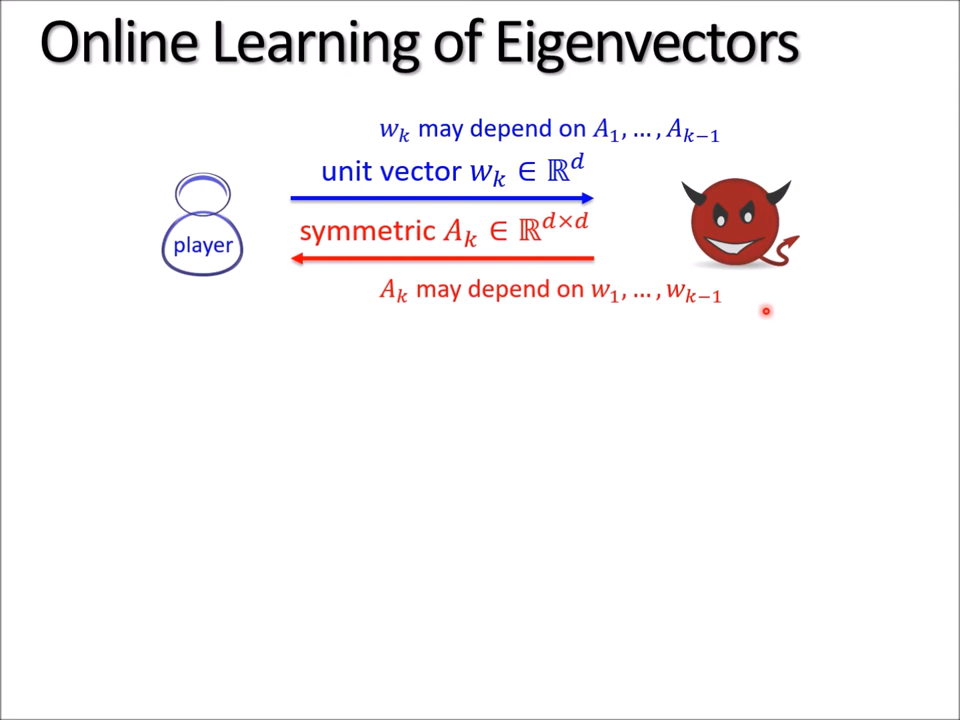 Online Learning of Eigenvectors
w_k may depend on A_1, … , A_{k−1}
unit vector w_k ∈ ℝ^d
player
symmetric A_k ∈ ℝ^{d×d}
A_k may depend on w_1, … , w_{k−1}